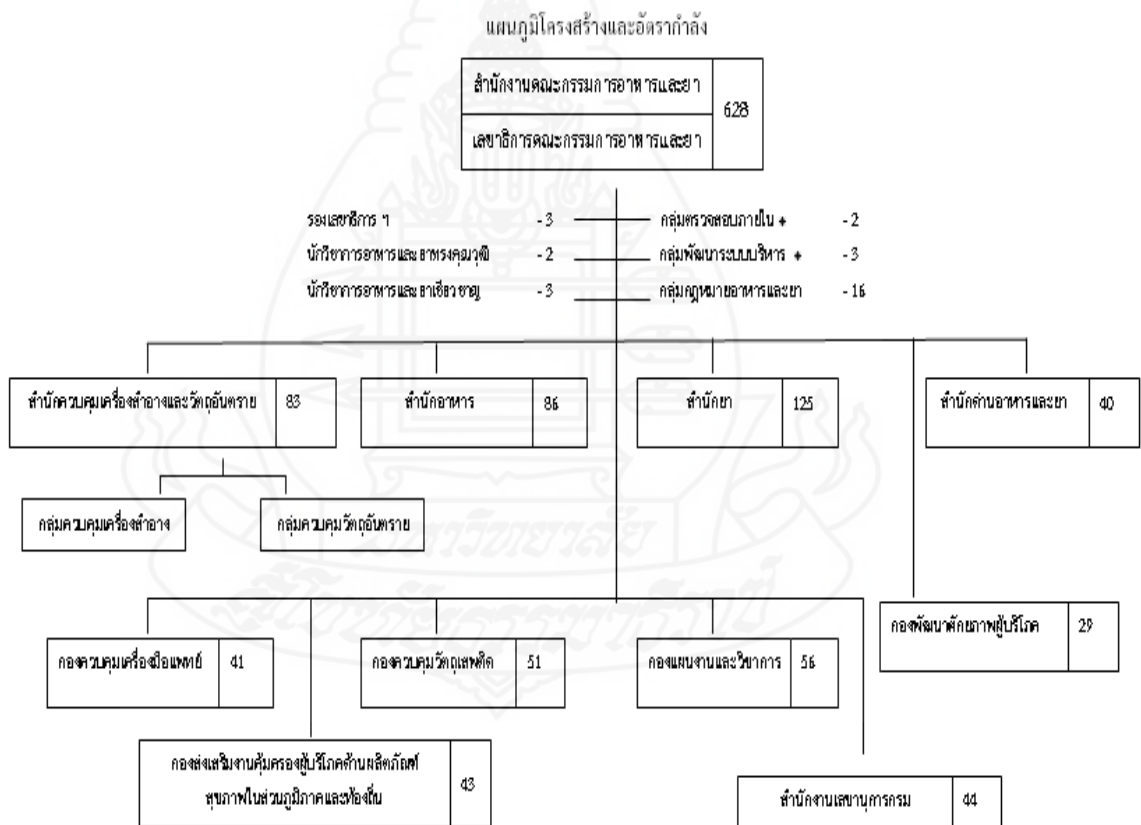 แผนภูมิโครงสร้างและอัตรากำลัง
สำนักงานคณะกรรมการอาหารและยา
628
เลขาธิการคณะกรรมการอาหารและยา
รองเลขาธิการ ฯ - 3 กลุ่มตรวจสอบภายใน + - 2
นักวิชาการอาหารและยาทรงคุณวุฒิ - 2 กลุ่มพัฒนาระบบบริหาร + - 3
นักวิชาการอาหารและยาเชี่ยวชาญ - 3 กลุ่มกฎหมายอาหารและยา - 16
สำนักควบคุมเครื่องสำอางและวัตถุอันตราย 83 สำนักอาหาร 86 สำนักยา 125 สำนักด่านอาหารและยา 40
กลุ่มควบคุมเครื่องสำอาง กลุ่มควบคุมวัตถุอันตราย
มหาวิทยาลัย
สุโขทัยธรรมาธิราช
กองพัฒนาศักยภาพผู้บริโภค 29
กองควบคุมเครื่องมือแพทย์ 41 กองควบคุมวัตถุเสพติด 51 กองแผนงานและวิชาการ 56
กองส่งเสริมงานคุ้มครองผู้บริโภคด้านผลิตภัณฑ์
สุขภาพในส่วนภูมิภาคและท้องถิ่น 43
สำนักงานเลขานุการกรม 44